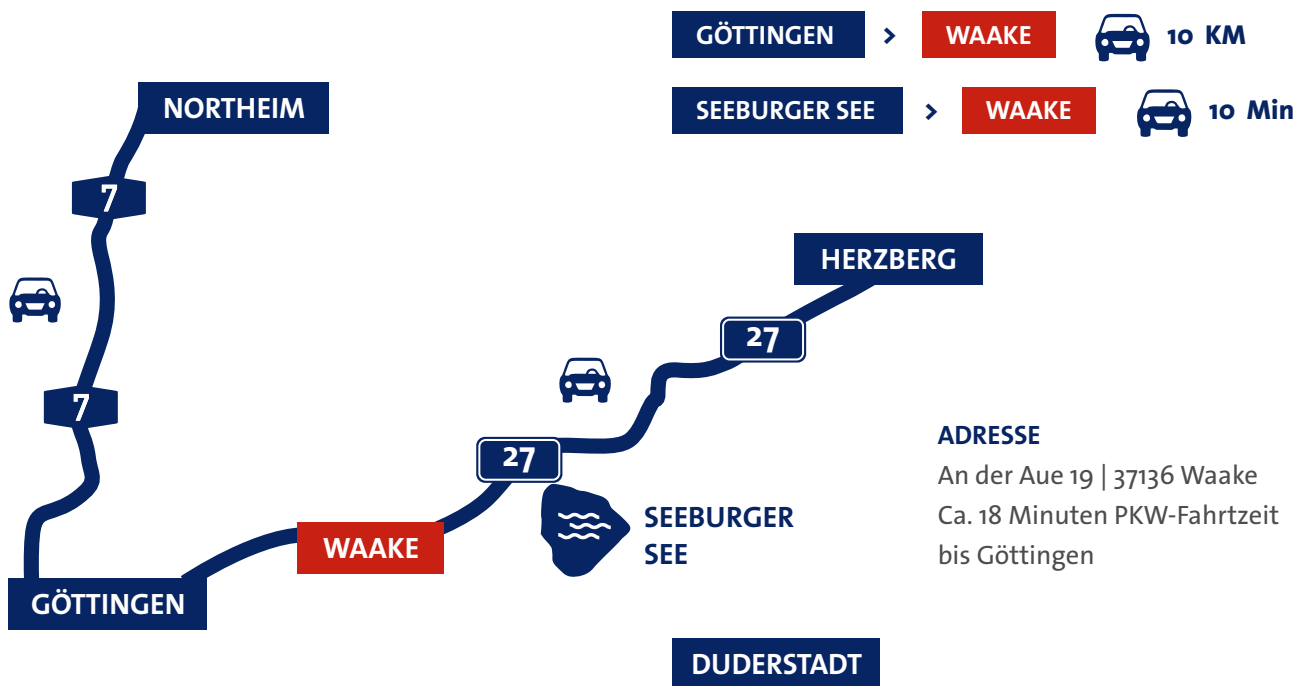 GÖTTINGEN > WAAKE 10 KM
SEEBURGER SEE > WAAKE 10 Min
NORTHEIM
7
HERZBERG
27
7
27
ADRESSE
An der Aue 19 | 37136 Waake
Ca. 18 Minuten PKW-Fahrtzeit
bis Göttingen
SEEBURGER
SEE
WAAKE
GÖTTINGEN
DUDERSTADT